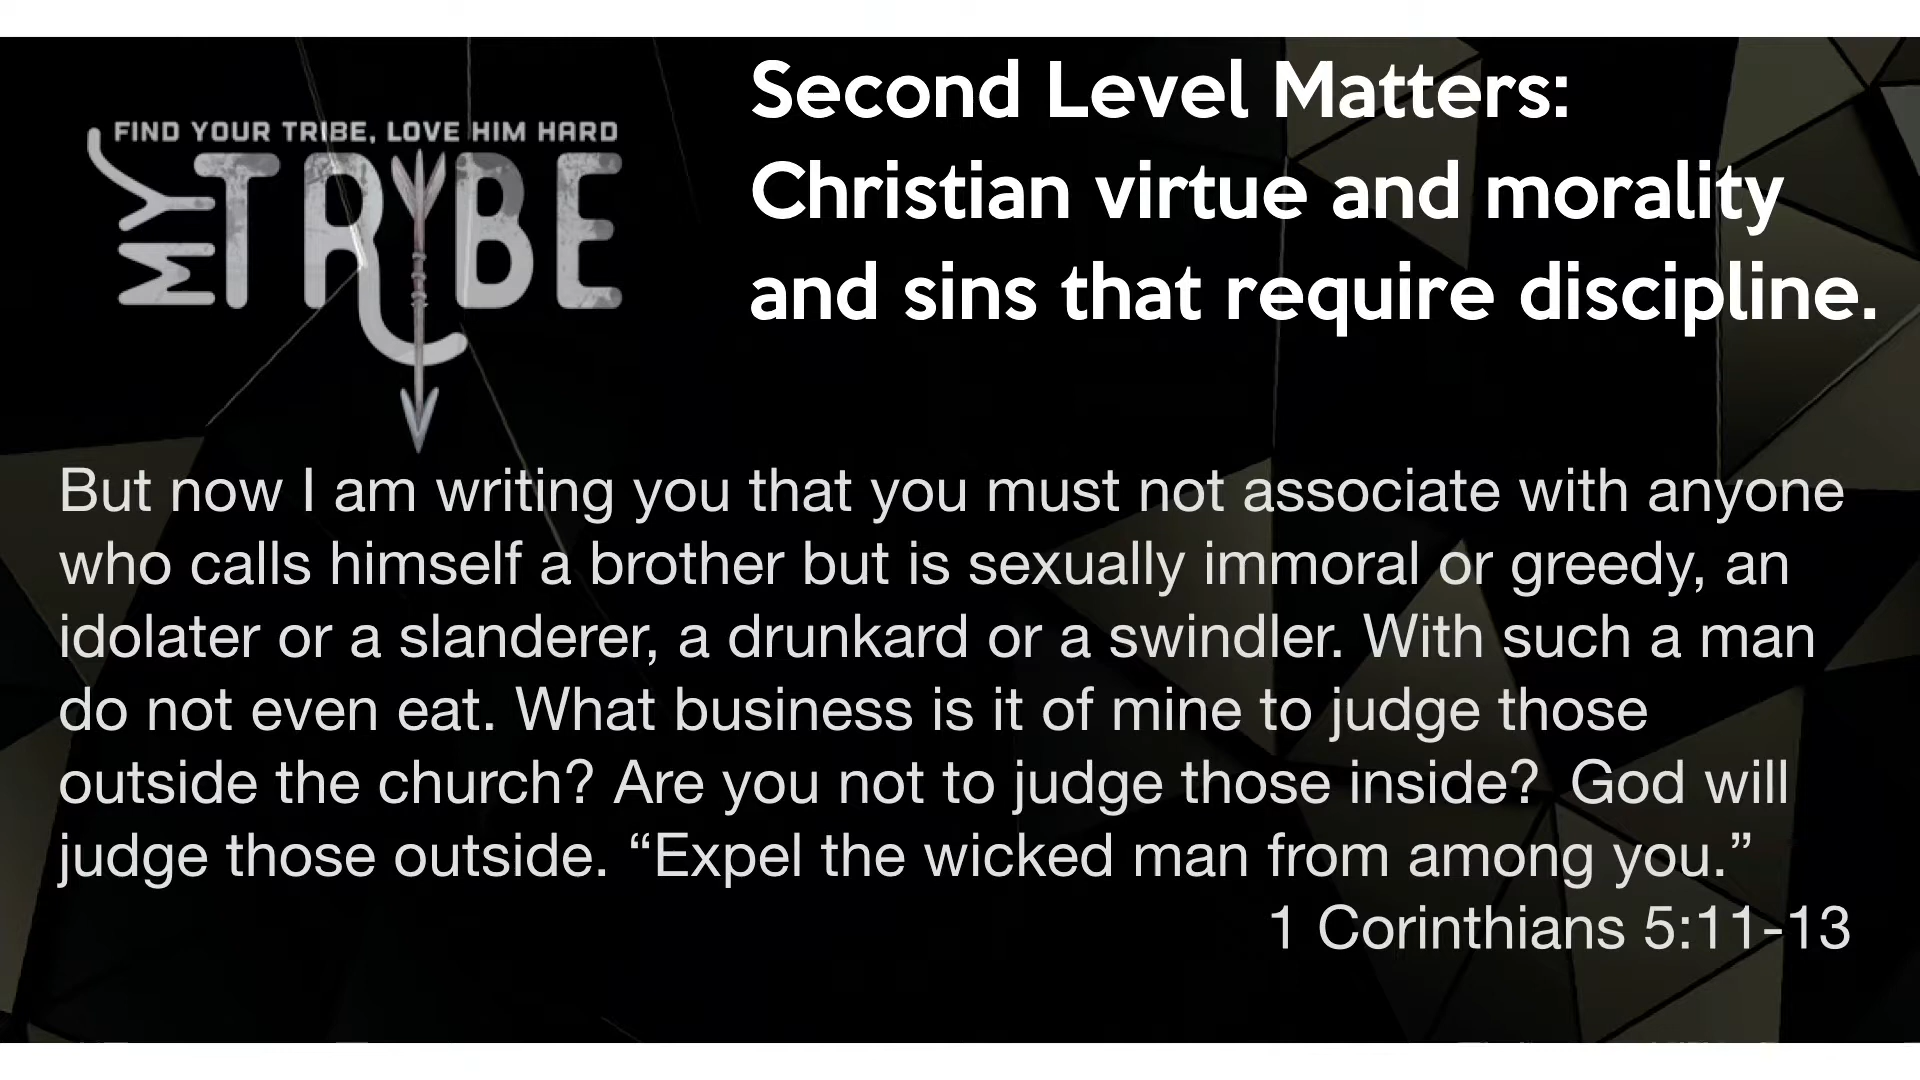 FIND YOUR TRIBE, LOVE HIM HARD
MY TRYBE
Second Level Matters:
Christian virtue and morality
and sins that require discipline.
But now I am writing you that you must not associate with anyone
who calls himself a brother but is sexually immoral or greedy, an
idolater or a slanderer, a drunkard or a swindler. With such a man
do not even eat. What business is it of mine to judge those
outside the church? Are you not to judge those inside?  God will
judge those outside. “Expel the wicked man from among you.”
1 Corinthians 5:11-13